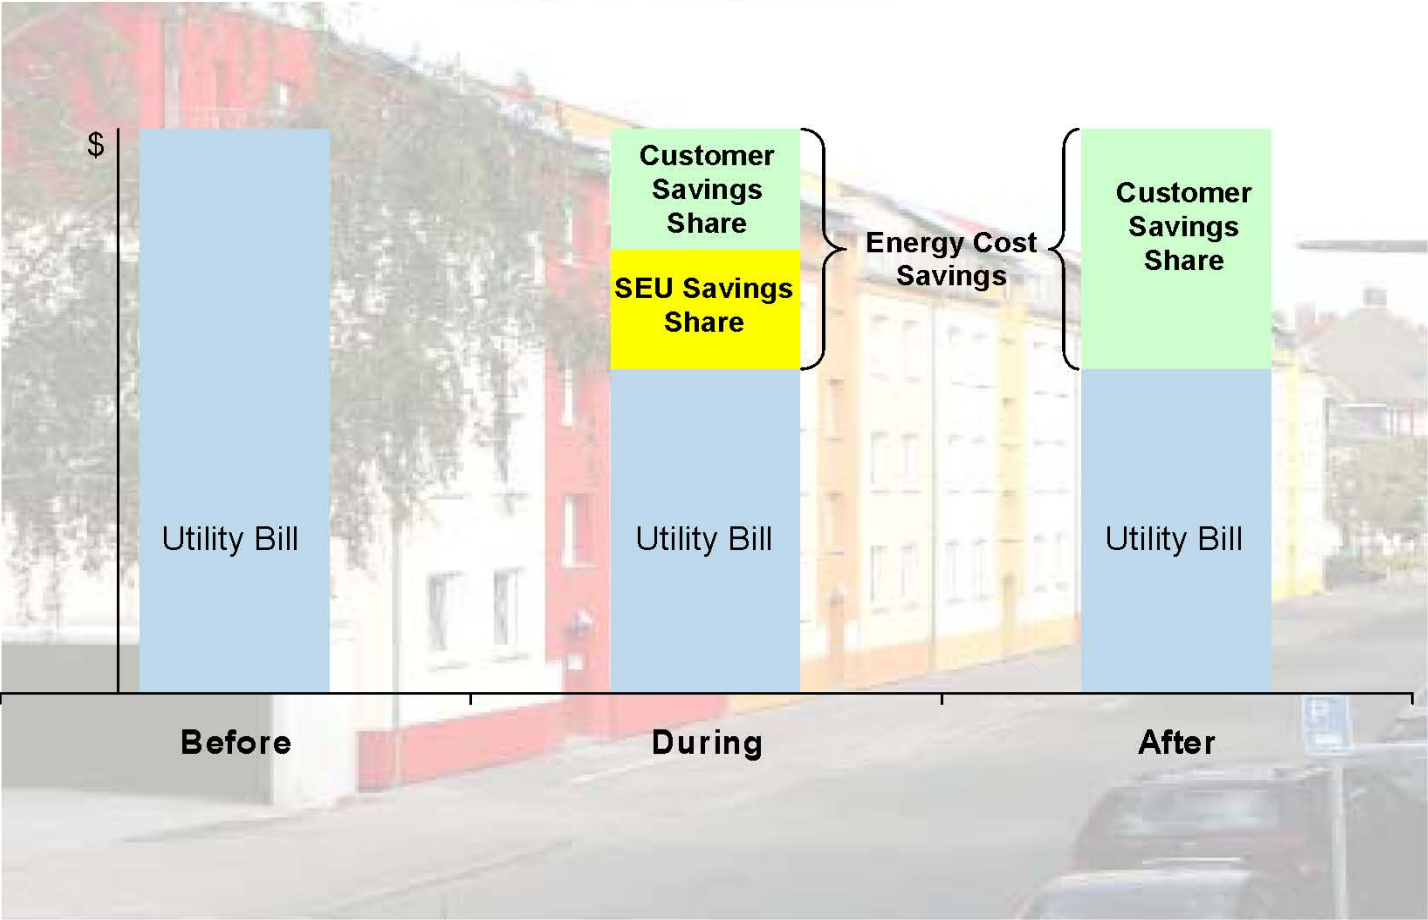 $
Customer
Savings
Share
SEU Savings
Share
Energy Cost
Savings
Customer
Savings
Share
Utility Bill
Utility Bill
Utility Bill
Before
During
After